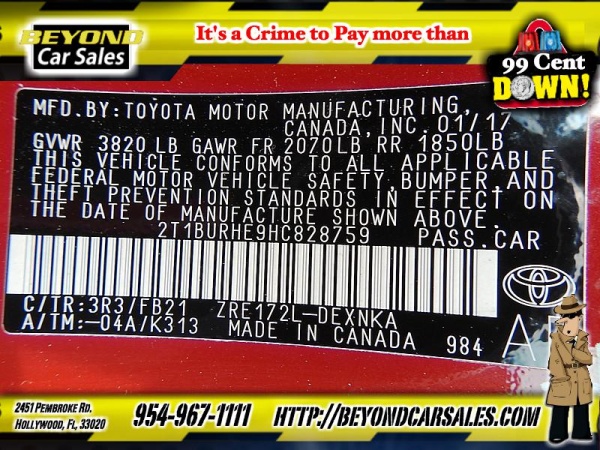 BEYOND
Car Sales
It's a Crime to Pay more than
99 Cent
DOWN!
MFD. BY: TOYOTA MOTOR MANUFACTURING,
CANADA, INC. 01/17
GVWR 3820 LB GAWR FR 2070LB RR 1850LB
THIS VEHICLE CONFORMS TO ALL APPLICABLE
FEDERAL MOTOR VEHICLE SAFETY, BUMPER, AND
THEFT PREVENTION STANDARDS IN EFFECT ON
THE DATE OF MANUFACTURE SHOWN ABOVE.
2T1BURHE9HC828759 PASS. CAR
C/TR: 3R3/FB21 ZRE172L-DEXNKA
A/TM:-04A/K313 MADE IN CANADA 984
2451 PEMBROKE RD.
HOLLYWOOD, FL, 33020
954-967-1111
HTTP://BEYONDCARSALES.COM